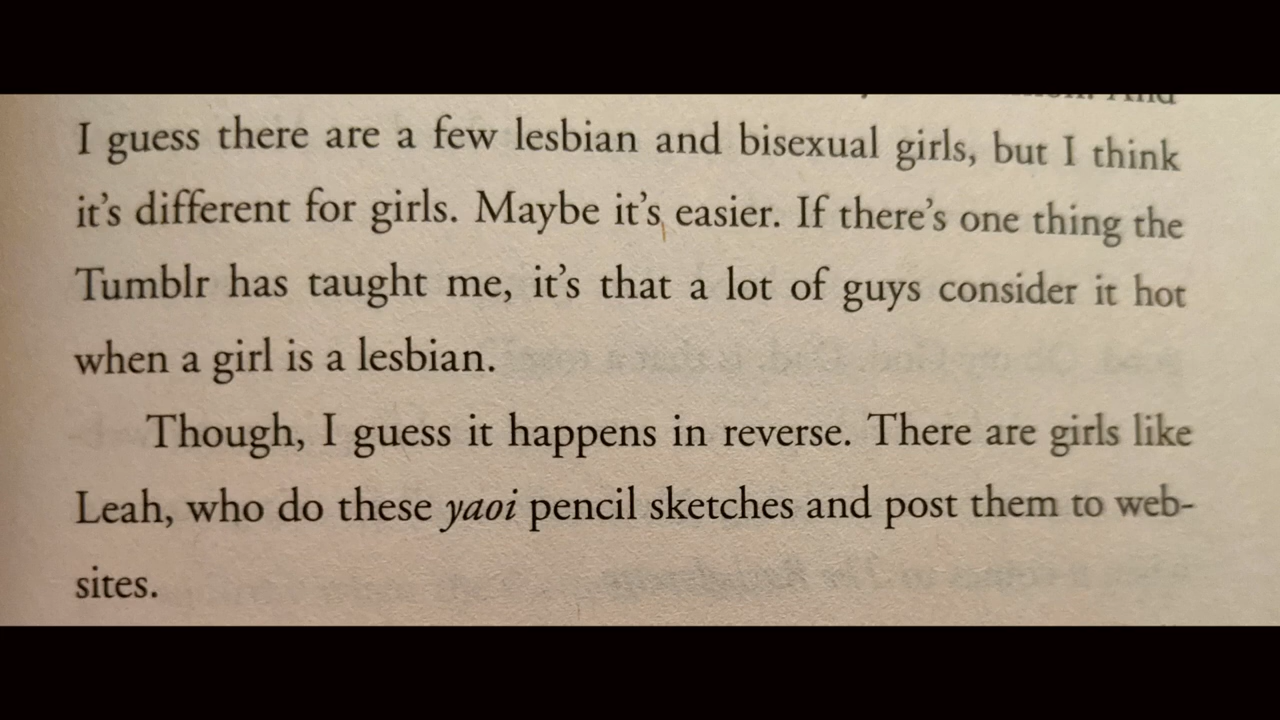 I guess there are a few lesbian and bisexual girls, but I think
it's different for girls. Maybe it's easier. If there's one thing the
Tumblr has taught me, it's that a lot of guys consider it hot
when a girl is a lesbian.
Though, I guess it happens in reverse. There are girls like
Leah, who do these yaoi pencil sketches and post them to web-
sites.